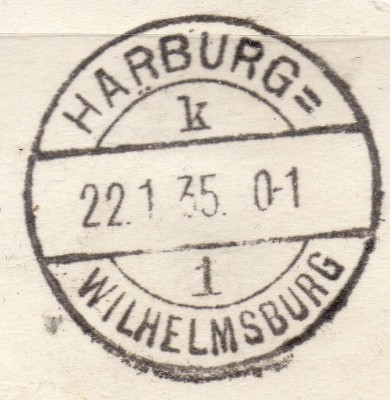 HARBURG=
k
22.1.35. 0-1
1
WILHELMSBURG